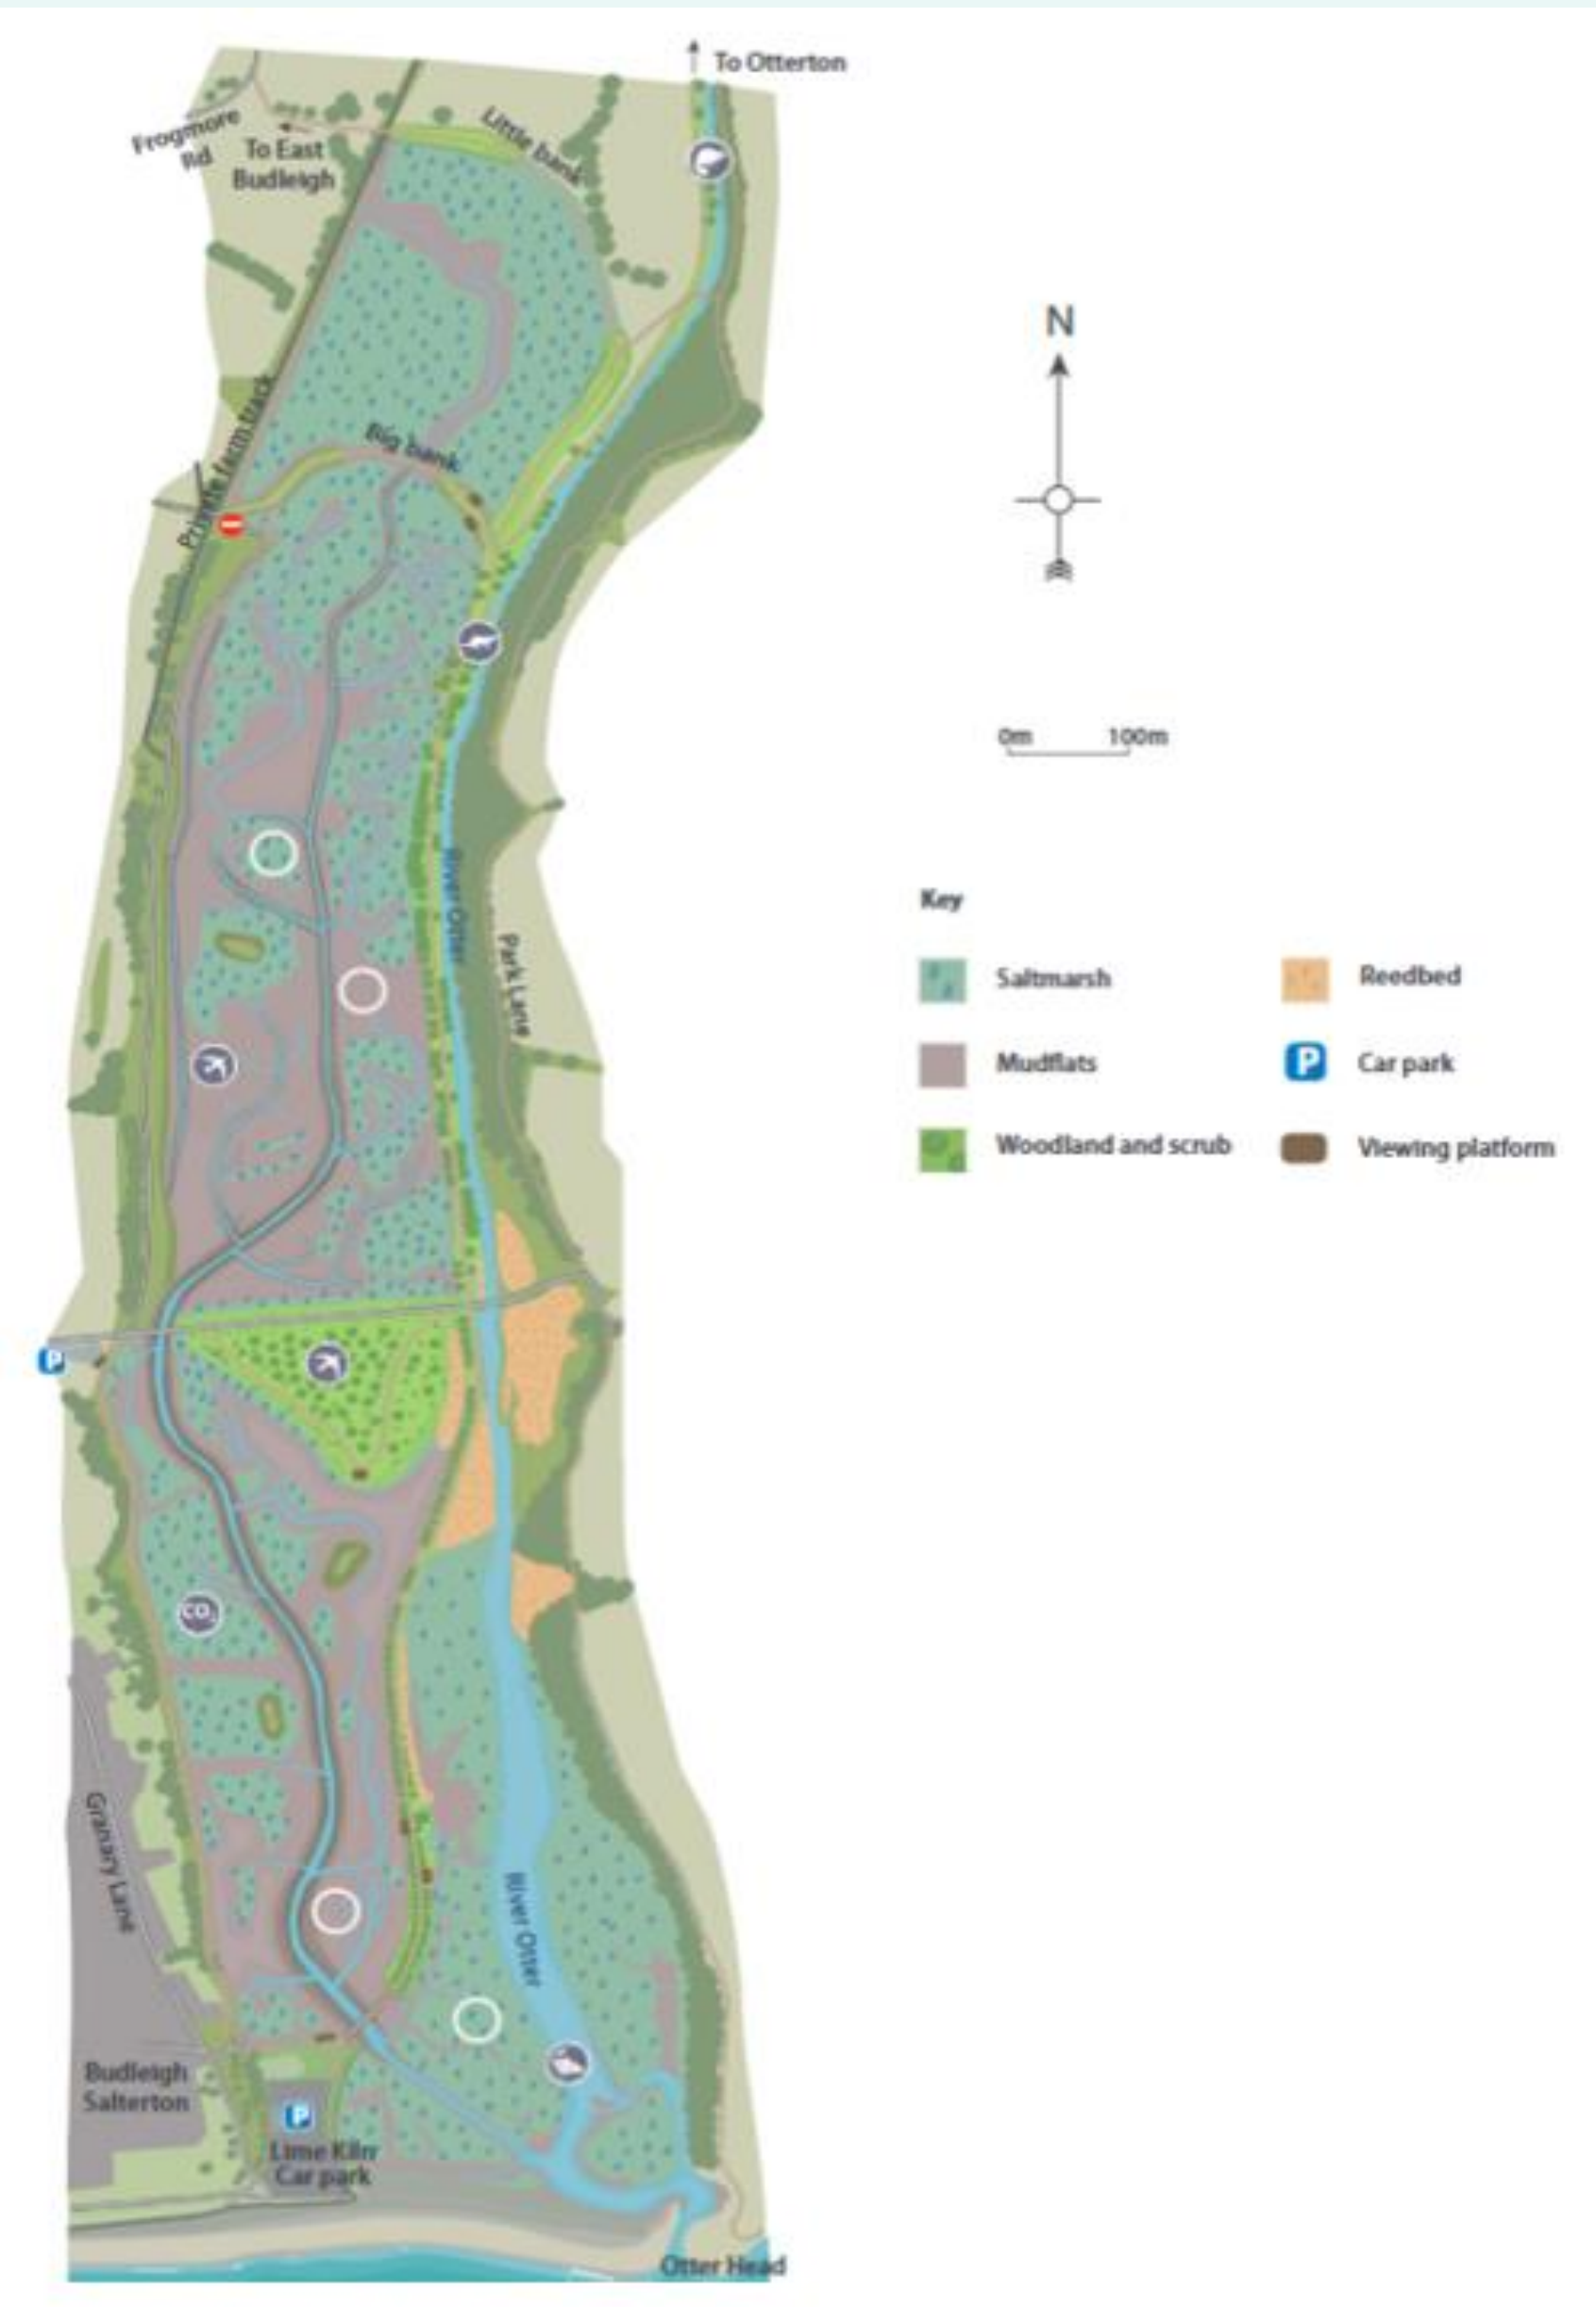 To Otterton
Frogmore
Rd
To East
Budleigh
Little bank
N
Private farm track
Big bank
0m 100m
River Otter
Park Lane
Key
Saltmarsh
Reedbed
Mudflats
P
Car park
Woodland and scrub
Viewing platform
P
CO2
Granary Lane
River Otter
Budleigh
Salterton
P
Lime Kiln
Car park
Otter Head